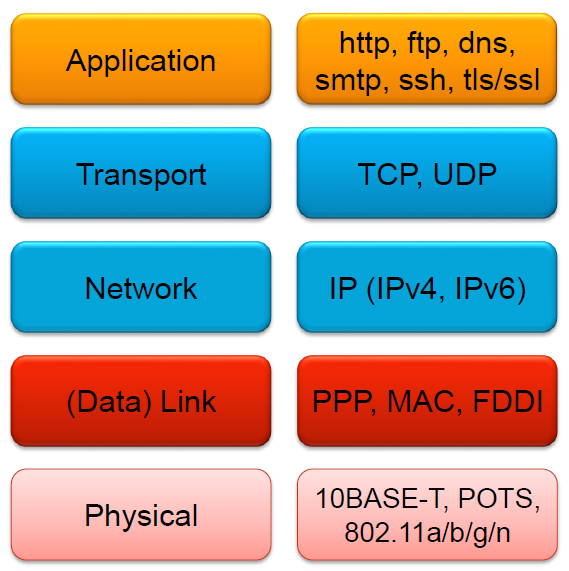 Application
http, ftp, dns,
smtp, ssh, tls/ssl
Transport
TCP, UDP
Network
IP (IPv4, IPv6)
(Data) Link
PPP, MAC, FDDI
Physical
10BASE-T, POTS,
802.11a/b/g/n